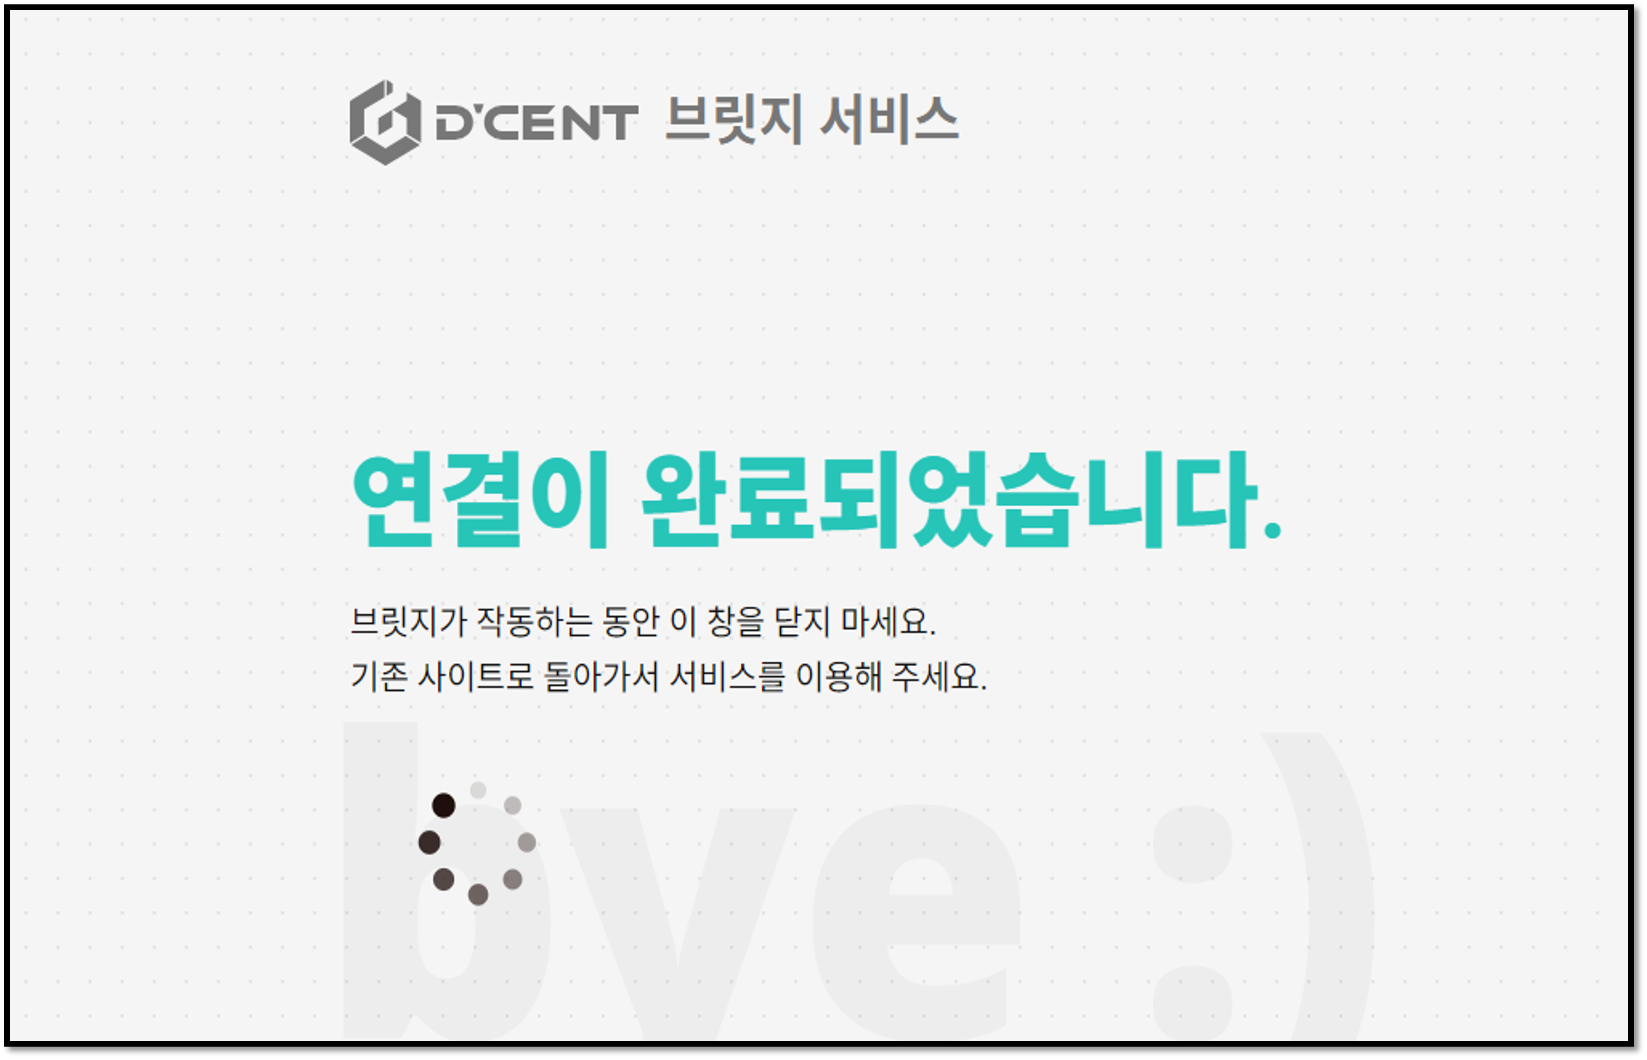 D'CENT 브릿지 서비스
연결이 완료되었습니다.
브릿지가 작동하는 동안 이 창을 닫지 마세요.
기존 사이트로 돌아가서 서비스를 이용해 주세요.
bye :)